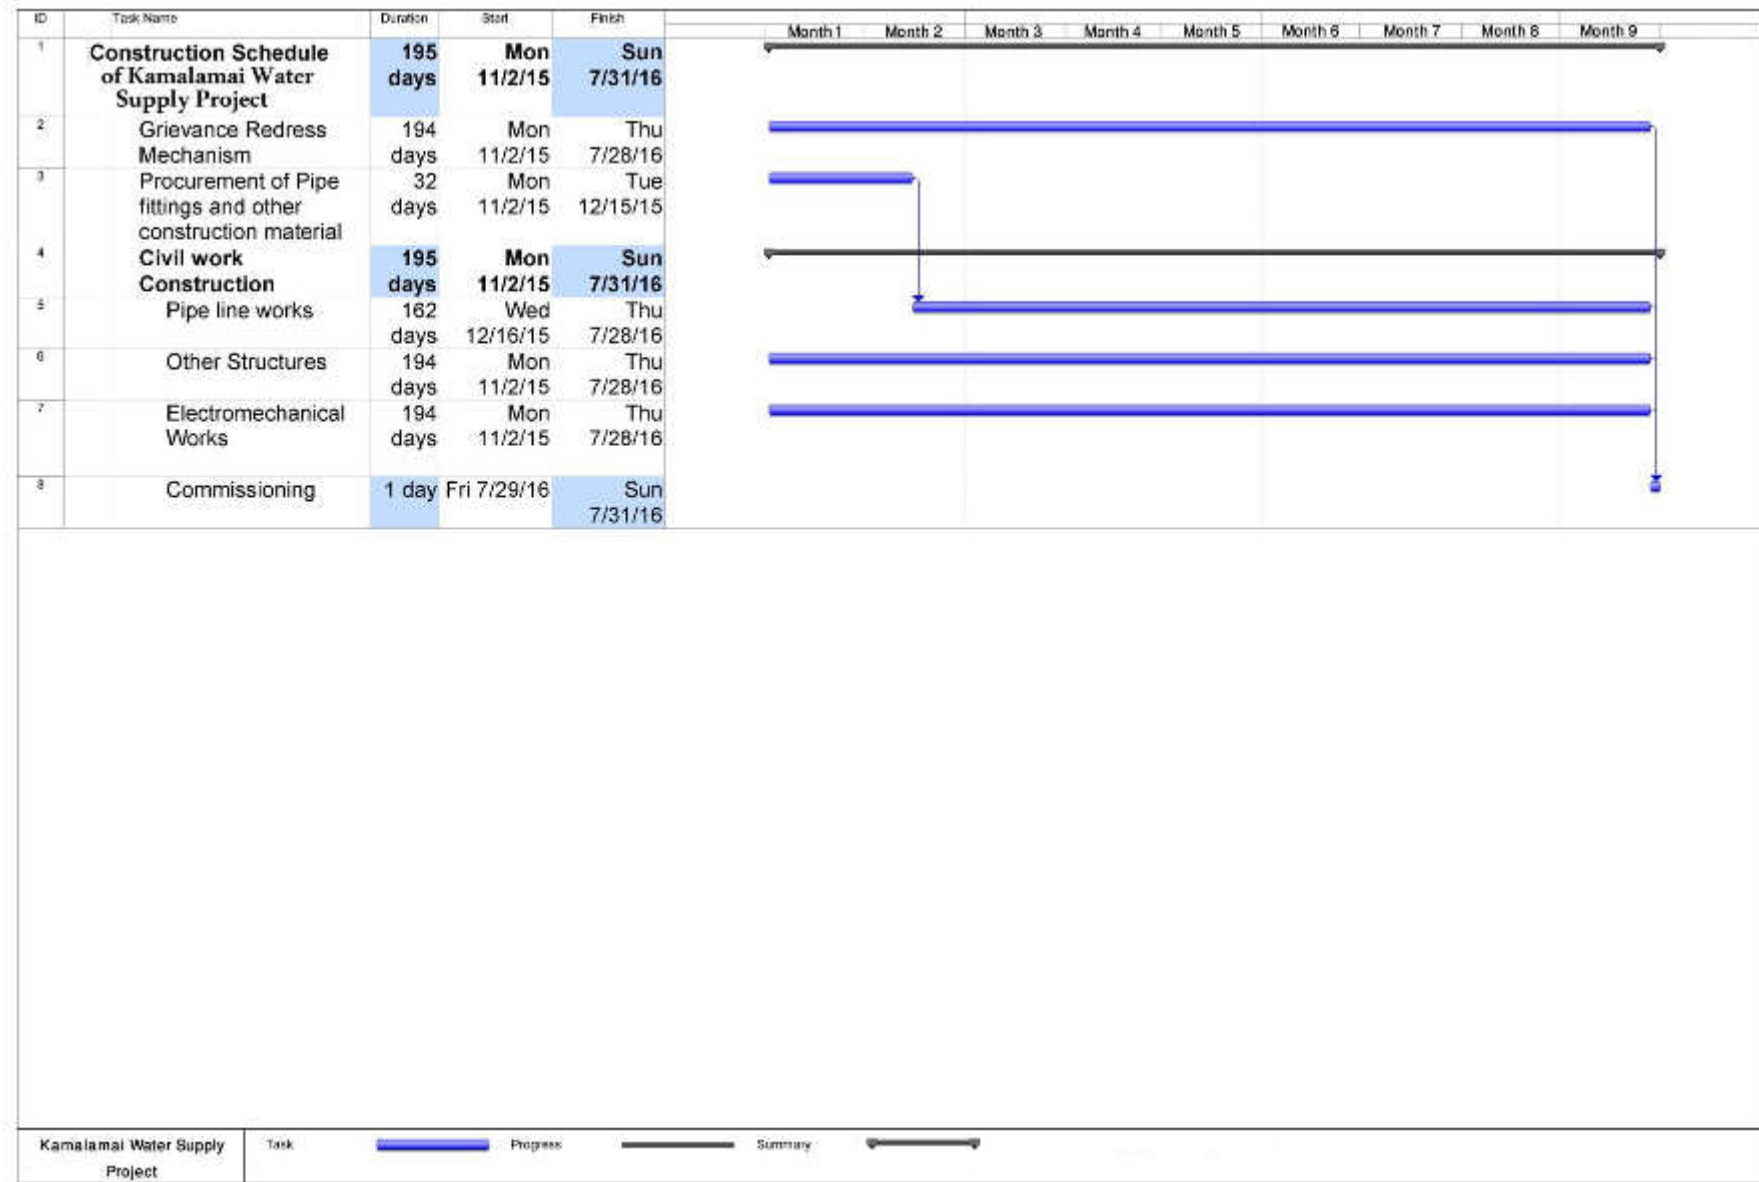 ID Task Name Duration Start Finish
Month 1 Month 2 Month 3 Month 4 Month 5 Month 6 Month 7 Month 8 Month 9
1 Construction Schedule 195 Mon Sun
of Kamalamai Water days 11/2/15 7/31/16
Supply Project
2 Grievance Redress 194 Mon Thu
Mechanism days 11/2/15 7/28/16
3 Procurement of Pipe 32 Mon Tue
fittings and other days 11/2/15 12/15/15
construction material
4 Civil work 195 Mon Sun
Construction days 11/2/15 7/31/16
5 Pipe line works 162 Wed Thu
days 12/16/15 7/28/16
6 Other Structures 194 Mon Thu
days 11/2/15 7/28/16
7 Electromechanical 194 Mon Thu
Works days 11/2/15 7/28/16
8 Commissioning 1 day Fri 7/29/16 Sun
7/31/16
Kamalamai Water Supply Task Progress Summary
Project